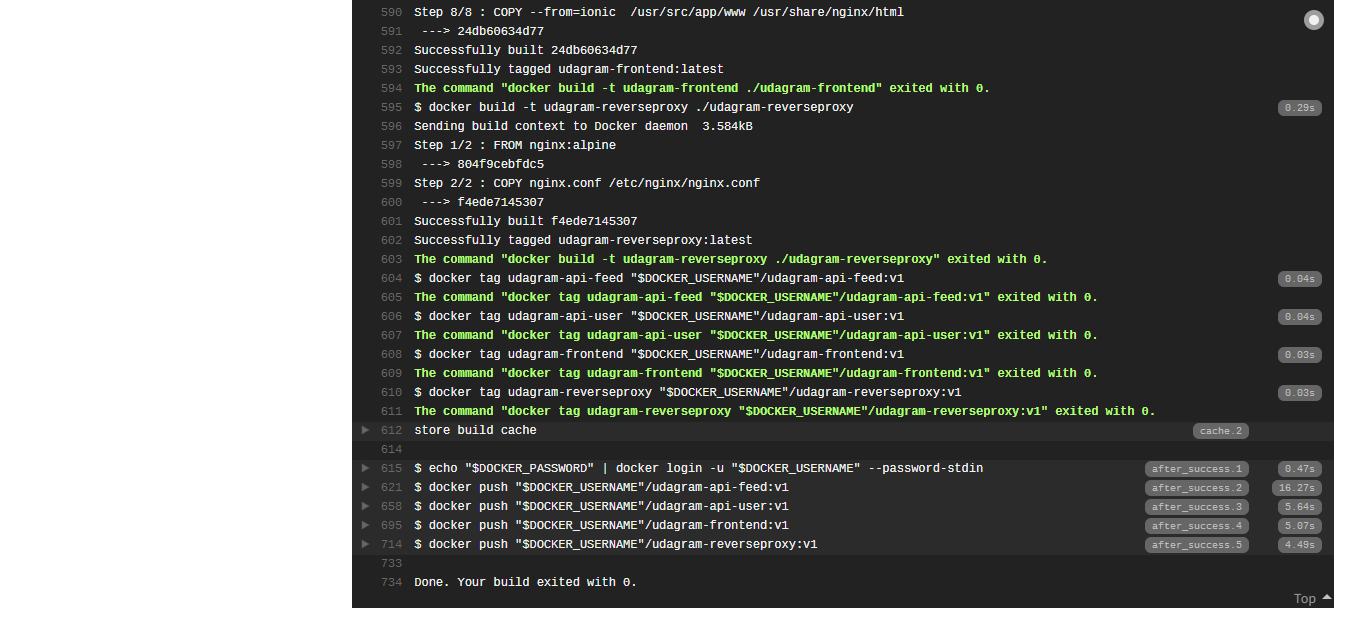 590 Step 8/8 : COPY --from=ionic  /usr/src/app/www /usr/share/nginx/html
591  ---> 24db60634d77
592 Successfully built 24db60634d77
593 Successfully tagged udagram-frontend:latest
594 The command "docker build -t udagram-frontend ./udagram-frontend" exited with 0.
595 $ docker build -t udagram-reverseproxy ./udagram-reverseproxy 0.29s
596 Sending build context to Docker daemon  3.584kB
597 Step 1/2 : FROM nginx:alpine
598  ---> 804f9cebfdc5
599 Step 2/2 : COPY nginx.conf /etc/nginx/nginx.conf
600  ---> f4ede7145307
601 Successfully built f4ede7145307
602 Successfully tagged udagram-reverseproxy:latest
603 The command "docker build -t udagram-reverseproxy ./udagram-reverseproxy" exited with 0.
604 $ docker tag udagram-api-feed "$DOCKER_USERNAME"/udagram-api-feed:v1 0.04s
605 The command "docker tag udagram-api-feed "$DOCKER_USERNAME"/udagram-api-feed:v1" exited with 0.
606 $ docker tag udagram-api-user "$DOCKER_USERNAME"/udagram-api-user:v1 0.04s
607 The command "docker tag udagram-api-user "$DOCKER_USERNAME"/udagram-api-user:v1" exited with 0.
608 $ docker tag udagram-frontend "$DOCKER_USERNAME"/udagram-frontend:v1 0.03s
609 The command "docker tag udagram-frontend "$DOCKER_USERNAME"/udagram-frontend:v1" exited with 0.
610 $ docker tag udagram-reverseproxy "$DOCKER_USERNAME"/udagram-reverseproxy:v1 0.03s
611 The command "docker tag udagram-reverseproxy "$DOCKER_USERNAME"/udagram-reverseproxy:v1" exited with 0.
612 store build cache cache.2
614
615 $ echo "$DOCKER_PASSWORD" | docker login -u "$DOCKER_USERNAME" --password-stdin after_success.1 0.47s
621 $ docker push "$DOCKER_USERNAME"/udagram-api-feed:v1 after_success.2 16.27s
658 $ docker push "$DOCKER_USERNAME"/udagram-api-user:v1 after_success.3 5.64s
695 $ docker push "$DOCKER_USERNAME"/udagram-frontend:v1 after_success.4 5.07s
714 $ docker push "$DOCKER_USERNAME"/udagram-reverseproxy:v1 after_success.5 4.49s
733
734 Done. Your build exited with 0.
Top